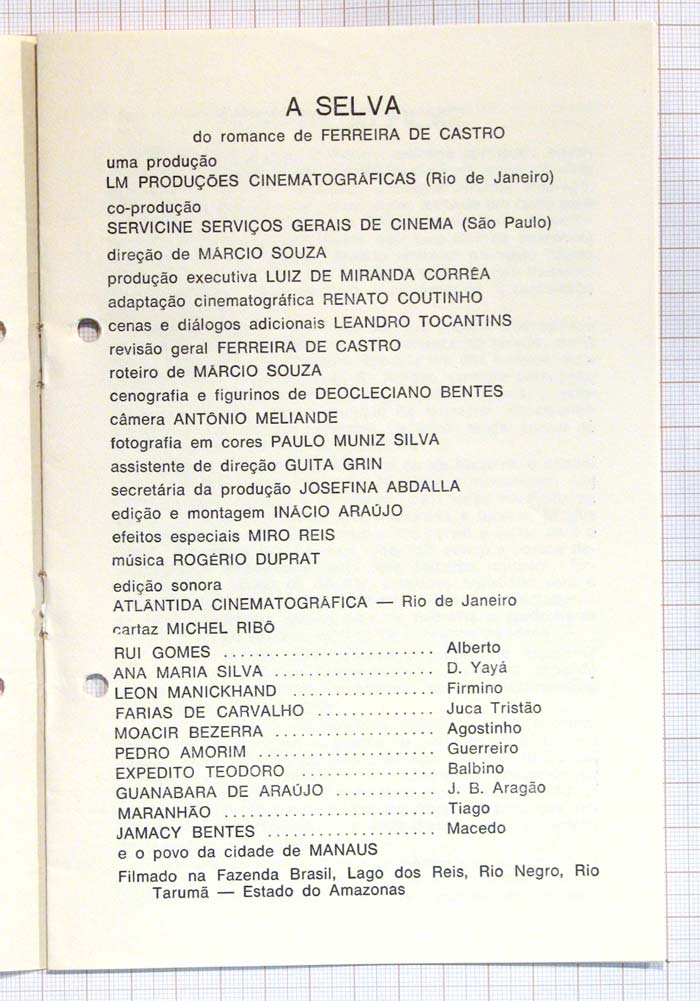 A SELVA
do romance de FERREIRA DE CASTRO
uma produção
LM PRODUÇÕES CINEMATOGRÁFICAS (Rio de Janeiro)
co-produção
SERVICINE SERVIÇOS GERAIS DE CINEMA (São Paulo)
direção de MÁRCIO SOUZA
produção executiva LUIZ DE MIRANDA CORRÊA
adaptação cinematográfica RENATO COUTINHO
cenas e diálogos adicionais LEANDRO TOCANTINS
revisão geral FERREIRA DE CASTRO
roteiro de MÁRCIO SOUZA
cenografia e figurinos de DEOCLECIANO BENTES
câmera ANTÔNIO MELIANDE
fotografia em cores PAULO MUNIZ SILVA
assistente de direção GUITA GRIN
secretária da produção JOSEFINA ABDALLA
edição e montagem INÁCIO ARAÚJO
efeitos especiais MIRO REIS
música ROGÉRIO DUPRAT
edição sonora
ATLÂNTIDA CINEMATOGRÁFICA — Rio de Janeiro
cartaz MICHEL RIBÔ
RUI GOMES ........................ Alberto
ANA MARIA SILVA .................. D. Yayá
LEON MANICKHAND ................ Firmino
FARIAS DE CARVALHO ............. Juca Tristão
MOACIR BEZERRA .................. Agostinho
PEDRO AMORIM .................... Guerreiro
EXPEDITO TEODORO ............... Balbino
GUANABARA DE ARAÚJO ........... J. B. Aragão
MARANHÃO ........................ Tiago
JAMACY BENTES ................... Macedo
e o povo da cidade de MANAUS
Filmado na Fazenda Brasil, Lago dos Reis, Rio Negro, Rio
Tarumã — Estado do Amazonas